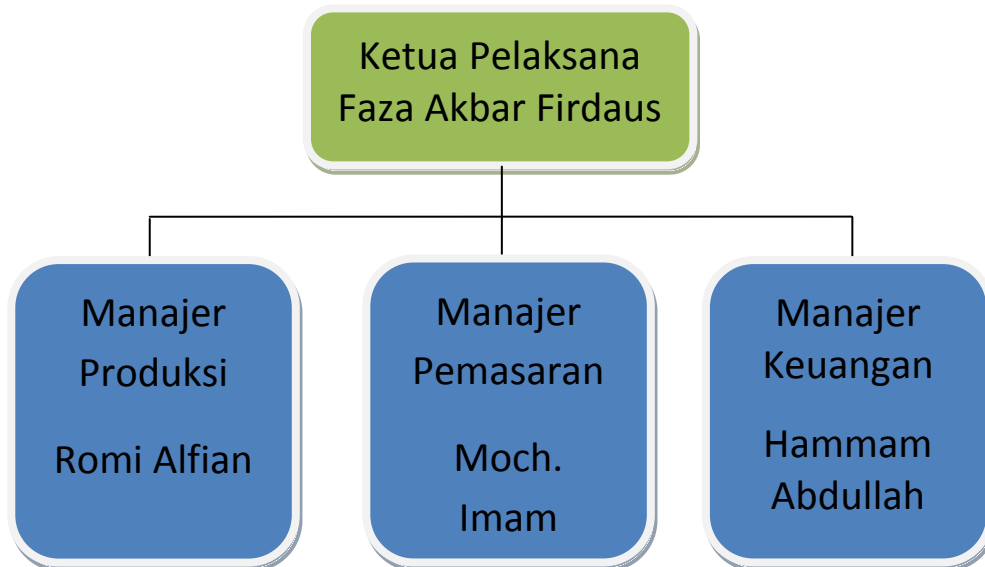 Ketua Pelaksana
Faza Akbar Firdaus
Manajer
Produksi
Romi Alfian
Manajer
Pemasaran
Moch.
Imam
Manajer
Keuangan
Hammam
Abdullah